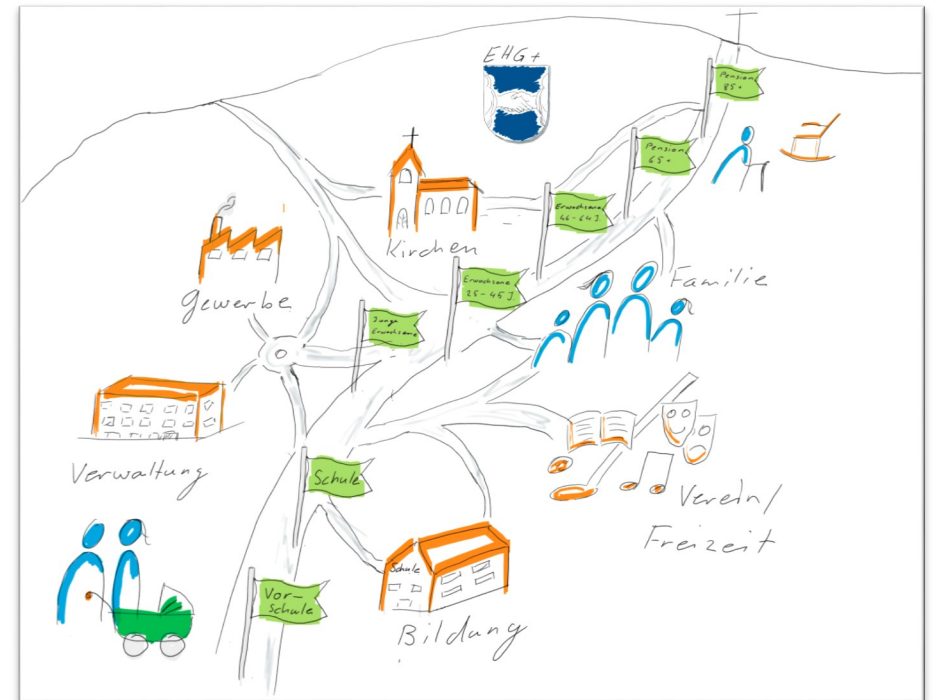 EHG+
Pension
85+
Pension
65+
Erwachsene
46-64 J.
Kirchen
Erwachsene
25-45 J.
Familie
Gewerbe
Junge
Erwachsene
Verwaltung
Schule
Verein/
Freizeit
Schule
Vor-
schule
Bildung